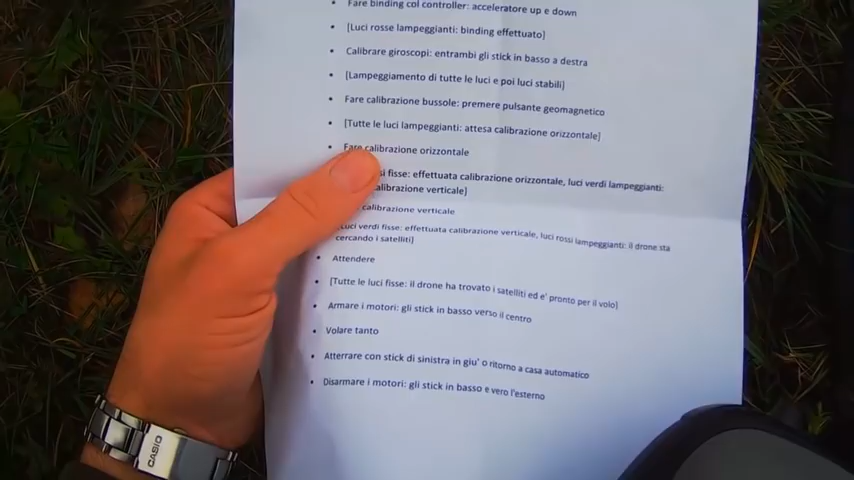 Fare binding col controller: acceleratore up e down
[Luci rosse lampeggianti: binding effettuato]
Calibrare giroscopi: entrambi gli stick in basso a destra
[Lampeggiamento di tutte le luci e poi luci stabili]
Fare calibrazione bussole: premere pulsante geomagnetico
[Tutte le luci lampeggianti: attesa calibrazione orizzontale]
Fare calibrazione orizzontale
si fisse: effettuata calibrazione orizzontale, luci verdi lampeggianti:
calibrazione verticale]
calibrazione verticale
[Luci verdi fisse: effettuata calibrazione verticale, luci rossi lampeggianti: il drone sta
cercando i satelliti]
Attendere
[Tutte le luci fisse: il drone ha trovato i satelliti ed e' pronto per il volo]
Armare i motori: gli stick in basso verso il centro
Volare tanto
Atterrare con stick di sinistra in giu' o ritorno a casa automatico
Disarmare i motori: gli stick in basso e vero l'esterno
CASIO